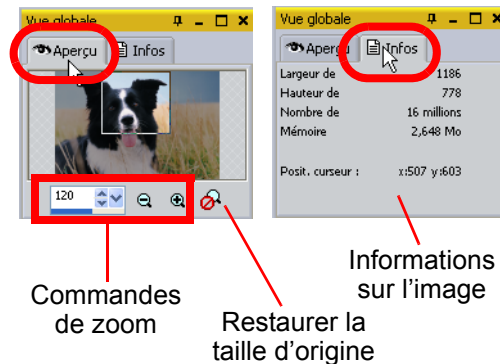 Vue globale
Aperçu
Infos
120
Commandes
de zoom
Restaurer la
taille d'origine
Vue globale
Aperçu
Infos
Largeur de 1186
Hauteur de 778
Nombre de 16 millions
Mémoire 2,648 Mo
Posit. curseur : x:507 y:603
Informations
sur l'image